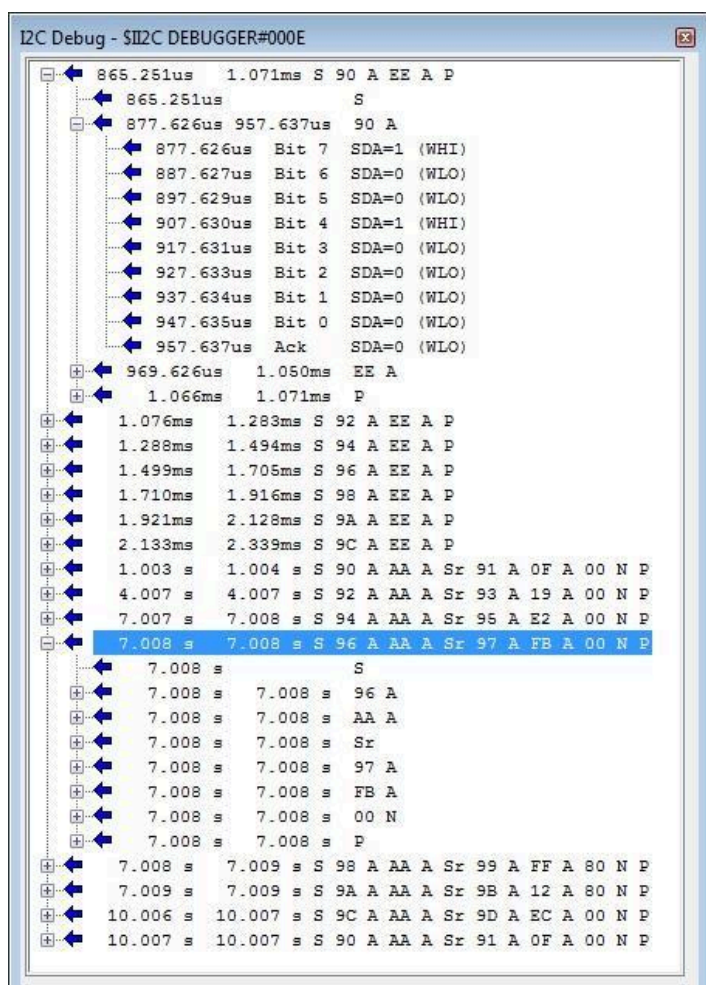 I2C Debug - $II2C DEBUGGER#000E
865.251us 1.071ms S 90 A EE A P
865.251us S
877.626us 957.637us 90 A
877.626us Bit 7 SDA=1 (WHI)
887.627us Bit 6 SDA=0 (WLO)
897.629us Bit 5 SDA=0 (WLO)
907.630us Bit 4 SDA=1 (WHI)
917.631us Bit 3 SDA=0 (WLO)
927.633us Bit 2 SDA=0 (WLO)
937.634us Bit 1 SDA=0 (WLO)
947.635us Bit 0 SDA=0 (WLO)
957.637us Ack SDA=0 (WLO)
969.626us 1.050ms EE A
1.066ms 1.071ms P
1.076ms 1.283ms S 92 A EE A P
1.288ms 1.494ms S 94 A EE A P
1.499ms 1.705ms S 96 A EE A P
1.710ms 1.916ms S 98 A EE A P
1.921ms 2.128ms S 9A A EE A P
2.133ms 2.339ms S 9C A EE A P
1.003 s 1.004 s S 90 A AA A Sr 91 A 0F A 00 N P
4.007 s 4.007 s S 92 A AA A Sr 93 A 19 A 00 N P
7.007 s 7.008 s S 94 A AA A Sr 95 A E2 A 00 N P
7.008 s 7.008 s S 96 A AA A Sr 97 A FB A 00 N P
7.008 s S
7.008 s 7.008 s 96 A
7.008 s 7.008 s AA A
7.008 s 7.008 s Sr
7.008 s 7.008 s 97 A
7.008 s 7.008 s FB A
7.008 s 7.008 s 00 N
7.008 s 7.008 s P
7.008 s 7.009 s S 98 A AA A Sr 99 A FF A 80 N P
7.009 s 7.009 s S 9A A AA A Sr 9B A 12 A 80 N P
10.006 s 10.007 s S 9C A AA A Sr 9D A EC A 00 N P
10.007 s 10.007 s S 90 A AA A Sr 91 A 0F A 00 N P